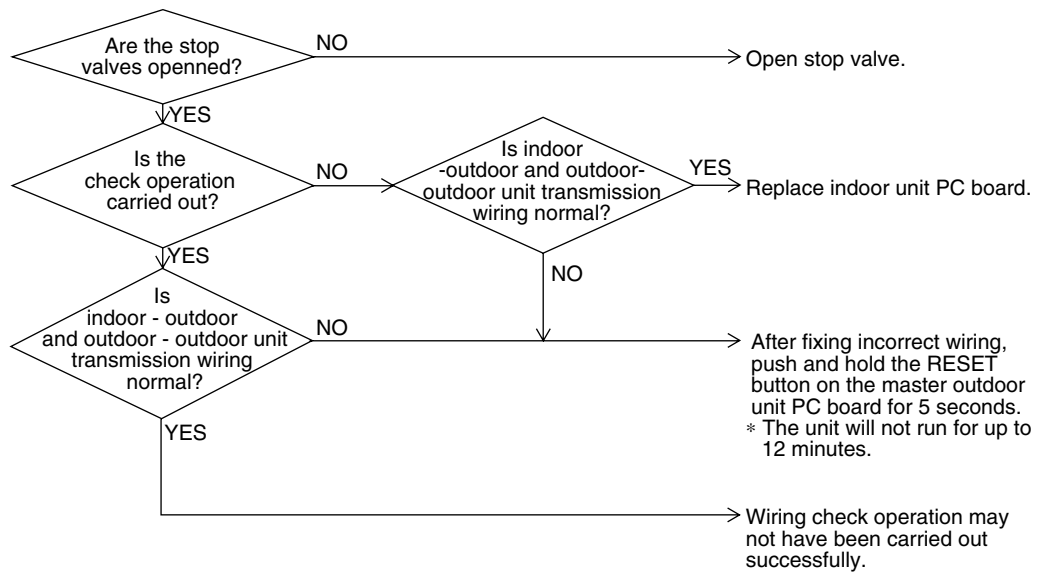 Are the stop
valves openned?
NO
Open stop valve.
YES
Is the
check operation
carried out?
NO
Is indoor
-outdoor and outdoor-
outdoor unit transmission
wiring normal?
YES
Replace indoor unit PC board.
YES
NO
Is
indoor - outdoor
and outdoor - outdoor unit
transmission wiring
normal?
NO
After fixing incorrect wiring,
push and hold the RESET
button on the master outdoor
unit PC board for 5 seconds.
* The unit will not run for up to
12 minutes.
YES
Wiring check operation may
not have been carried out
successfully.